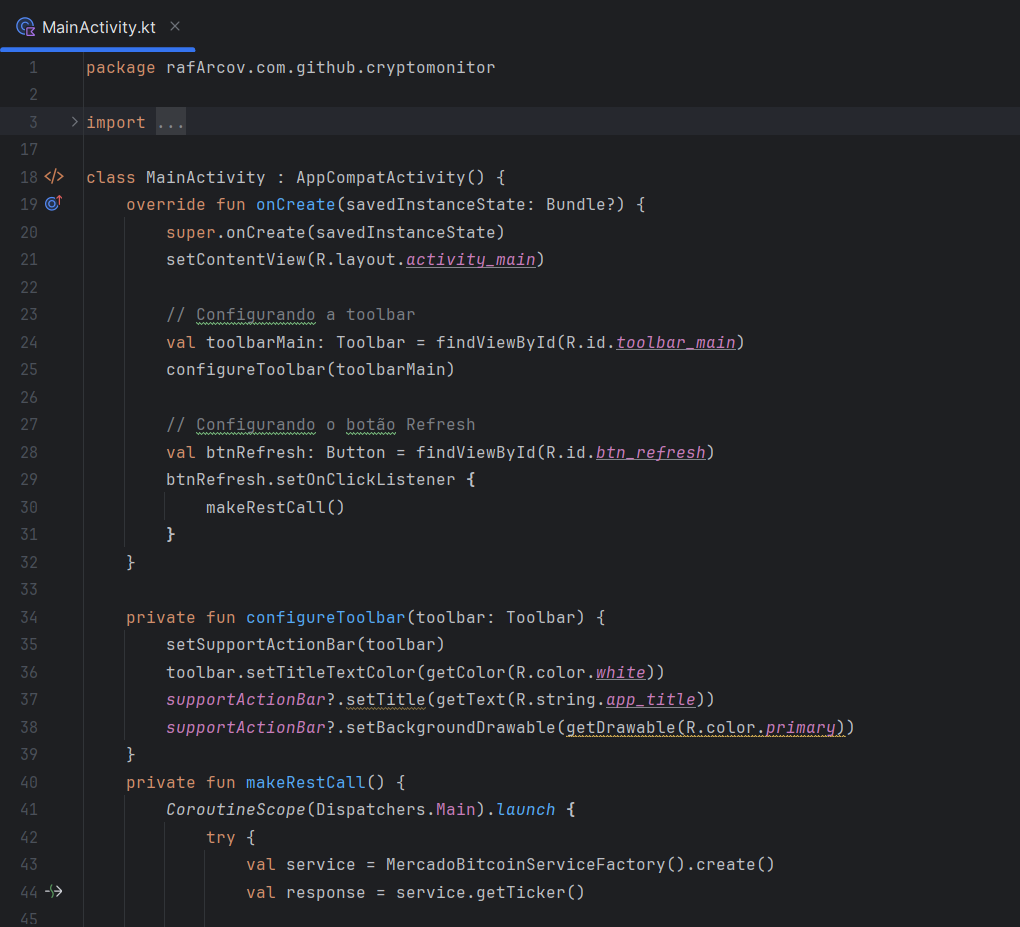 MainActivity.kt ×
1 package rafArcov.com.github.cryptomonitor
2
3 > import ...
17
18 </> class MainActivity : AppCompatActivity() {
19 override fun onCreate(savedInstanceState: Bundle?) {
20 super.onCreate(savedInstanceState)
21 setContentView(R.layout.activity_main)
22
23 // Configurando a toolbar
24 val toolbarMain: Toolbar = findViewById(R.id.toolbar_main)
25 configureToolbar(toolbarMain)
26
27 // Configurando o botão Refresh
28 val btnRefresh: Button = findViewById(R.id.btn_refresh)
29 btnRefresh.setOnClickListener {
30 makeRestCall()
31 }
32 }
33
34 private fun configureToolbar(toolbar: Toolbar) {
35 setSupportActionBar(toolbar)
36 toolbar.setTitleTextColor(getColor(R.color.white))
37 supportActionBar?.setTitle(getText(R.string.app_title))
38 supportActionBar?.setBackgroundDrawable(getDrawable(R.color.primary))
39 }
40 private fun makeRestCall() {
41 CoroutineScope(Dispatchers.Main).launch {
42 try {
43 val service = MercadoBitcoinServiceFactory().create()
44 val response = service.getTicker()
45